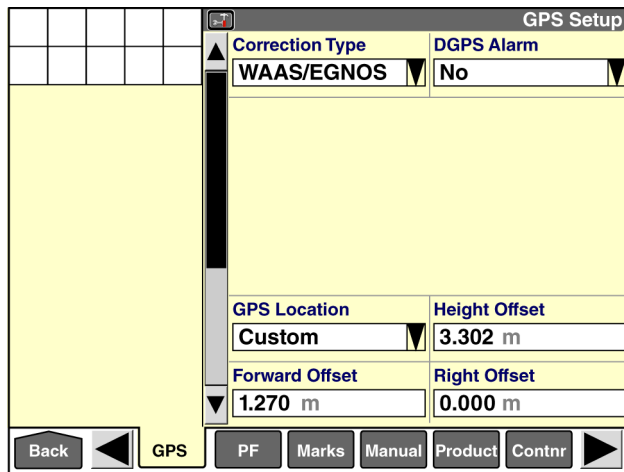 GPS Setup
Correction Type DGPS Alarm
WAAS/EGNOS No
GPS Location Height Offset
Custom 3.302 m
Forward Offset Right Offset
1.270 m 0.000 m
Back GPS PF Marks Manual Product Contnr